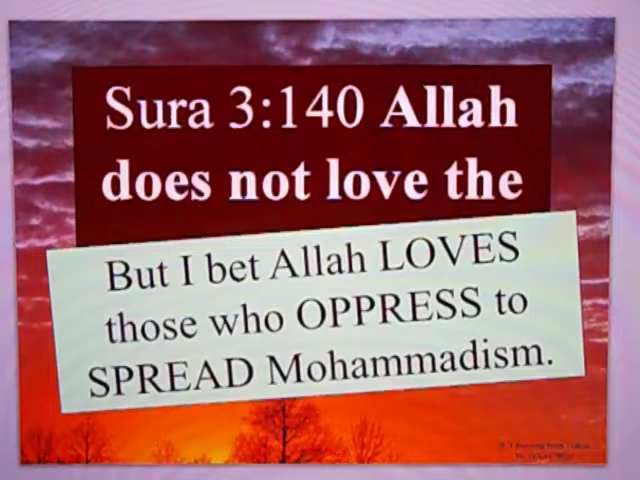 Sura 3:140 Allah
does not love the
But I bet Allah LOVES
those who OPPRESS to
SPREAD Mohammadism.